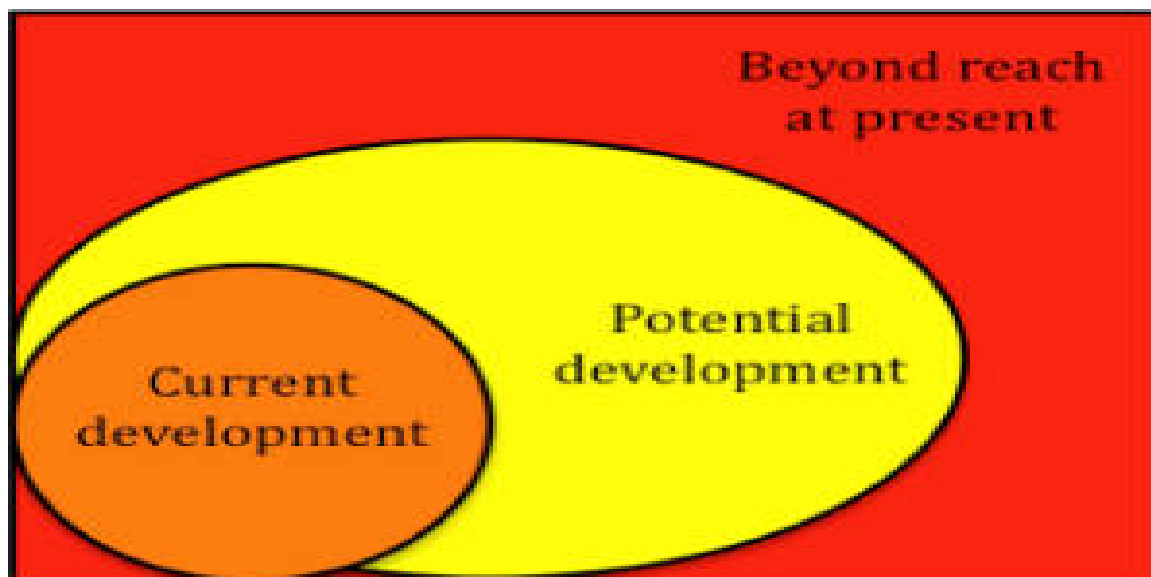 Beyond reach
at present
Potential
development
Current
development